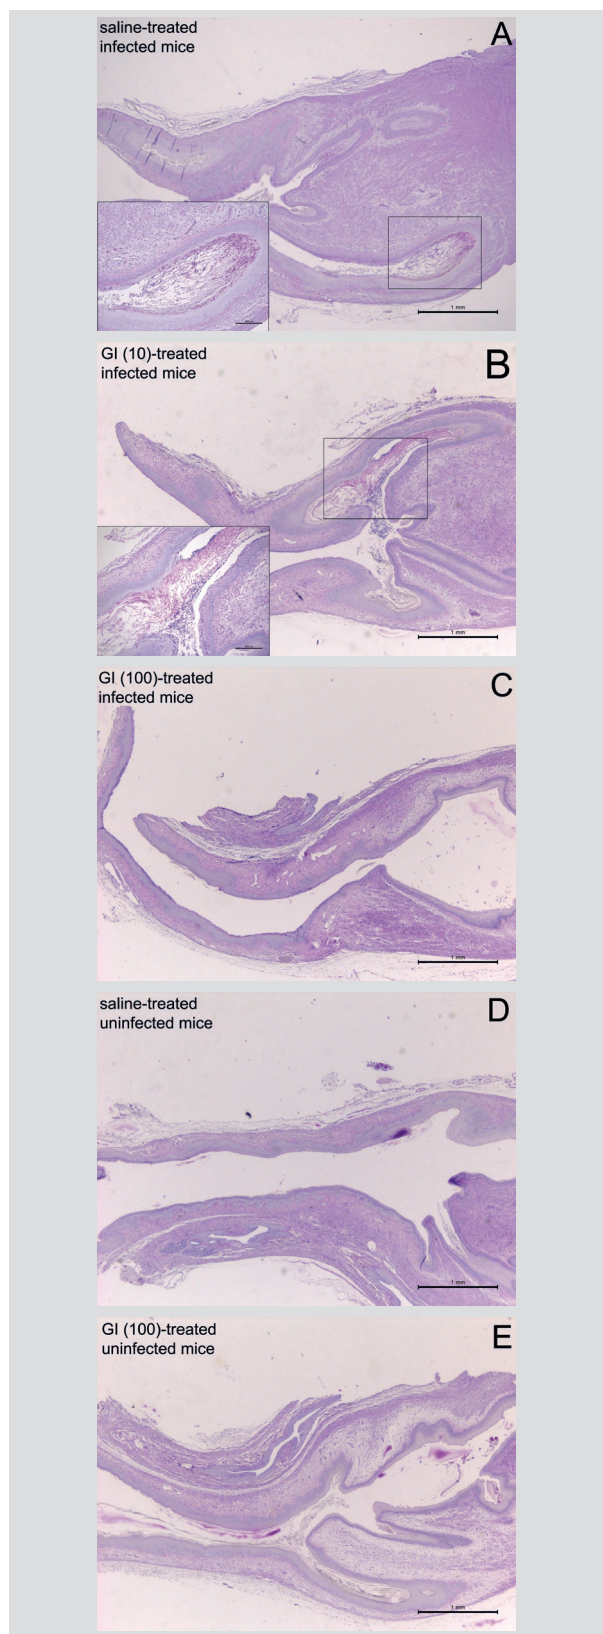 saline-treated
infected mice
A
1 mm
GI (10)-treated
infected mice
B
1 mm
GI (100)-treated
infected mice
C
1 mm
saline-treated
uninfected mice
D
1 mm
GI (100)-treated
uninfected mice
E
1 mm